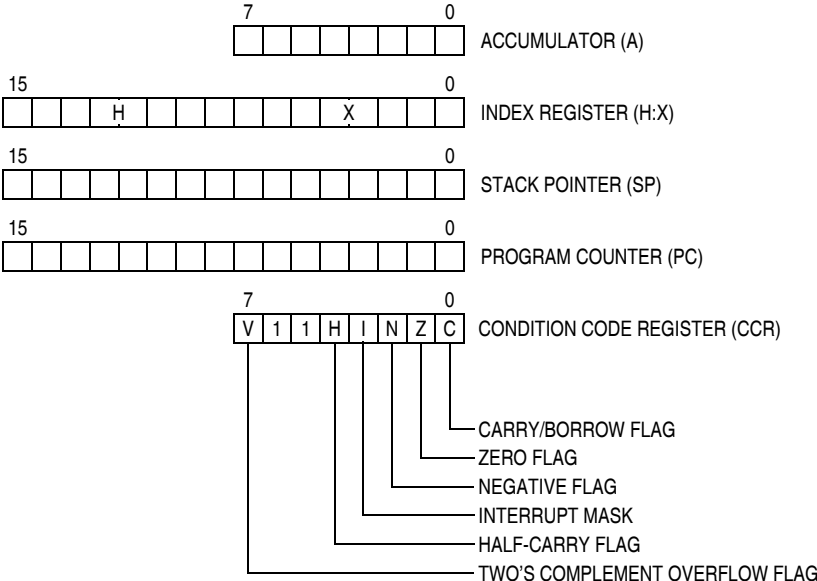 7 0
ACCUMULATOR (A)
15 0
H X INDEX REGISTER (H:X)
15 0
STACK POINTER (SP)
15 0
PROGRAM COUNTER (PC)
7 0
V 1 1 H I N Z C CONDITION CODE REGISTER (CCR)
CARRY/BORROW FLAG
ZERO FLAG
NEGATIVE FLAG
INTERRUPT MASK
HALF-CARRY FLAG
TWO'S COMPLEMENT OVERFLOW FLAG